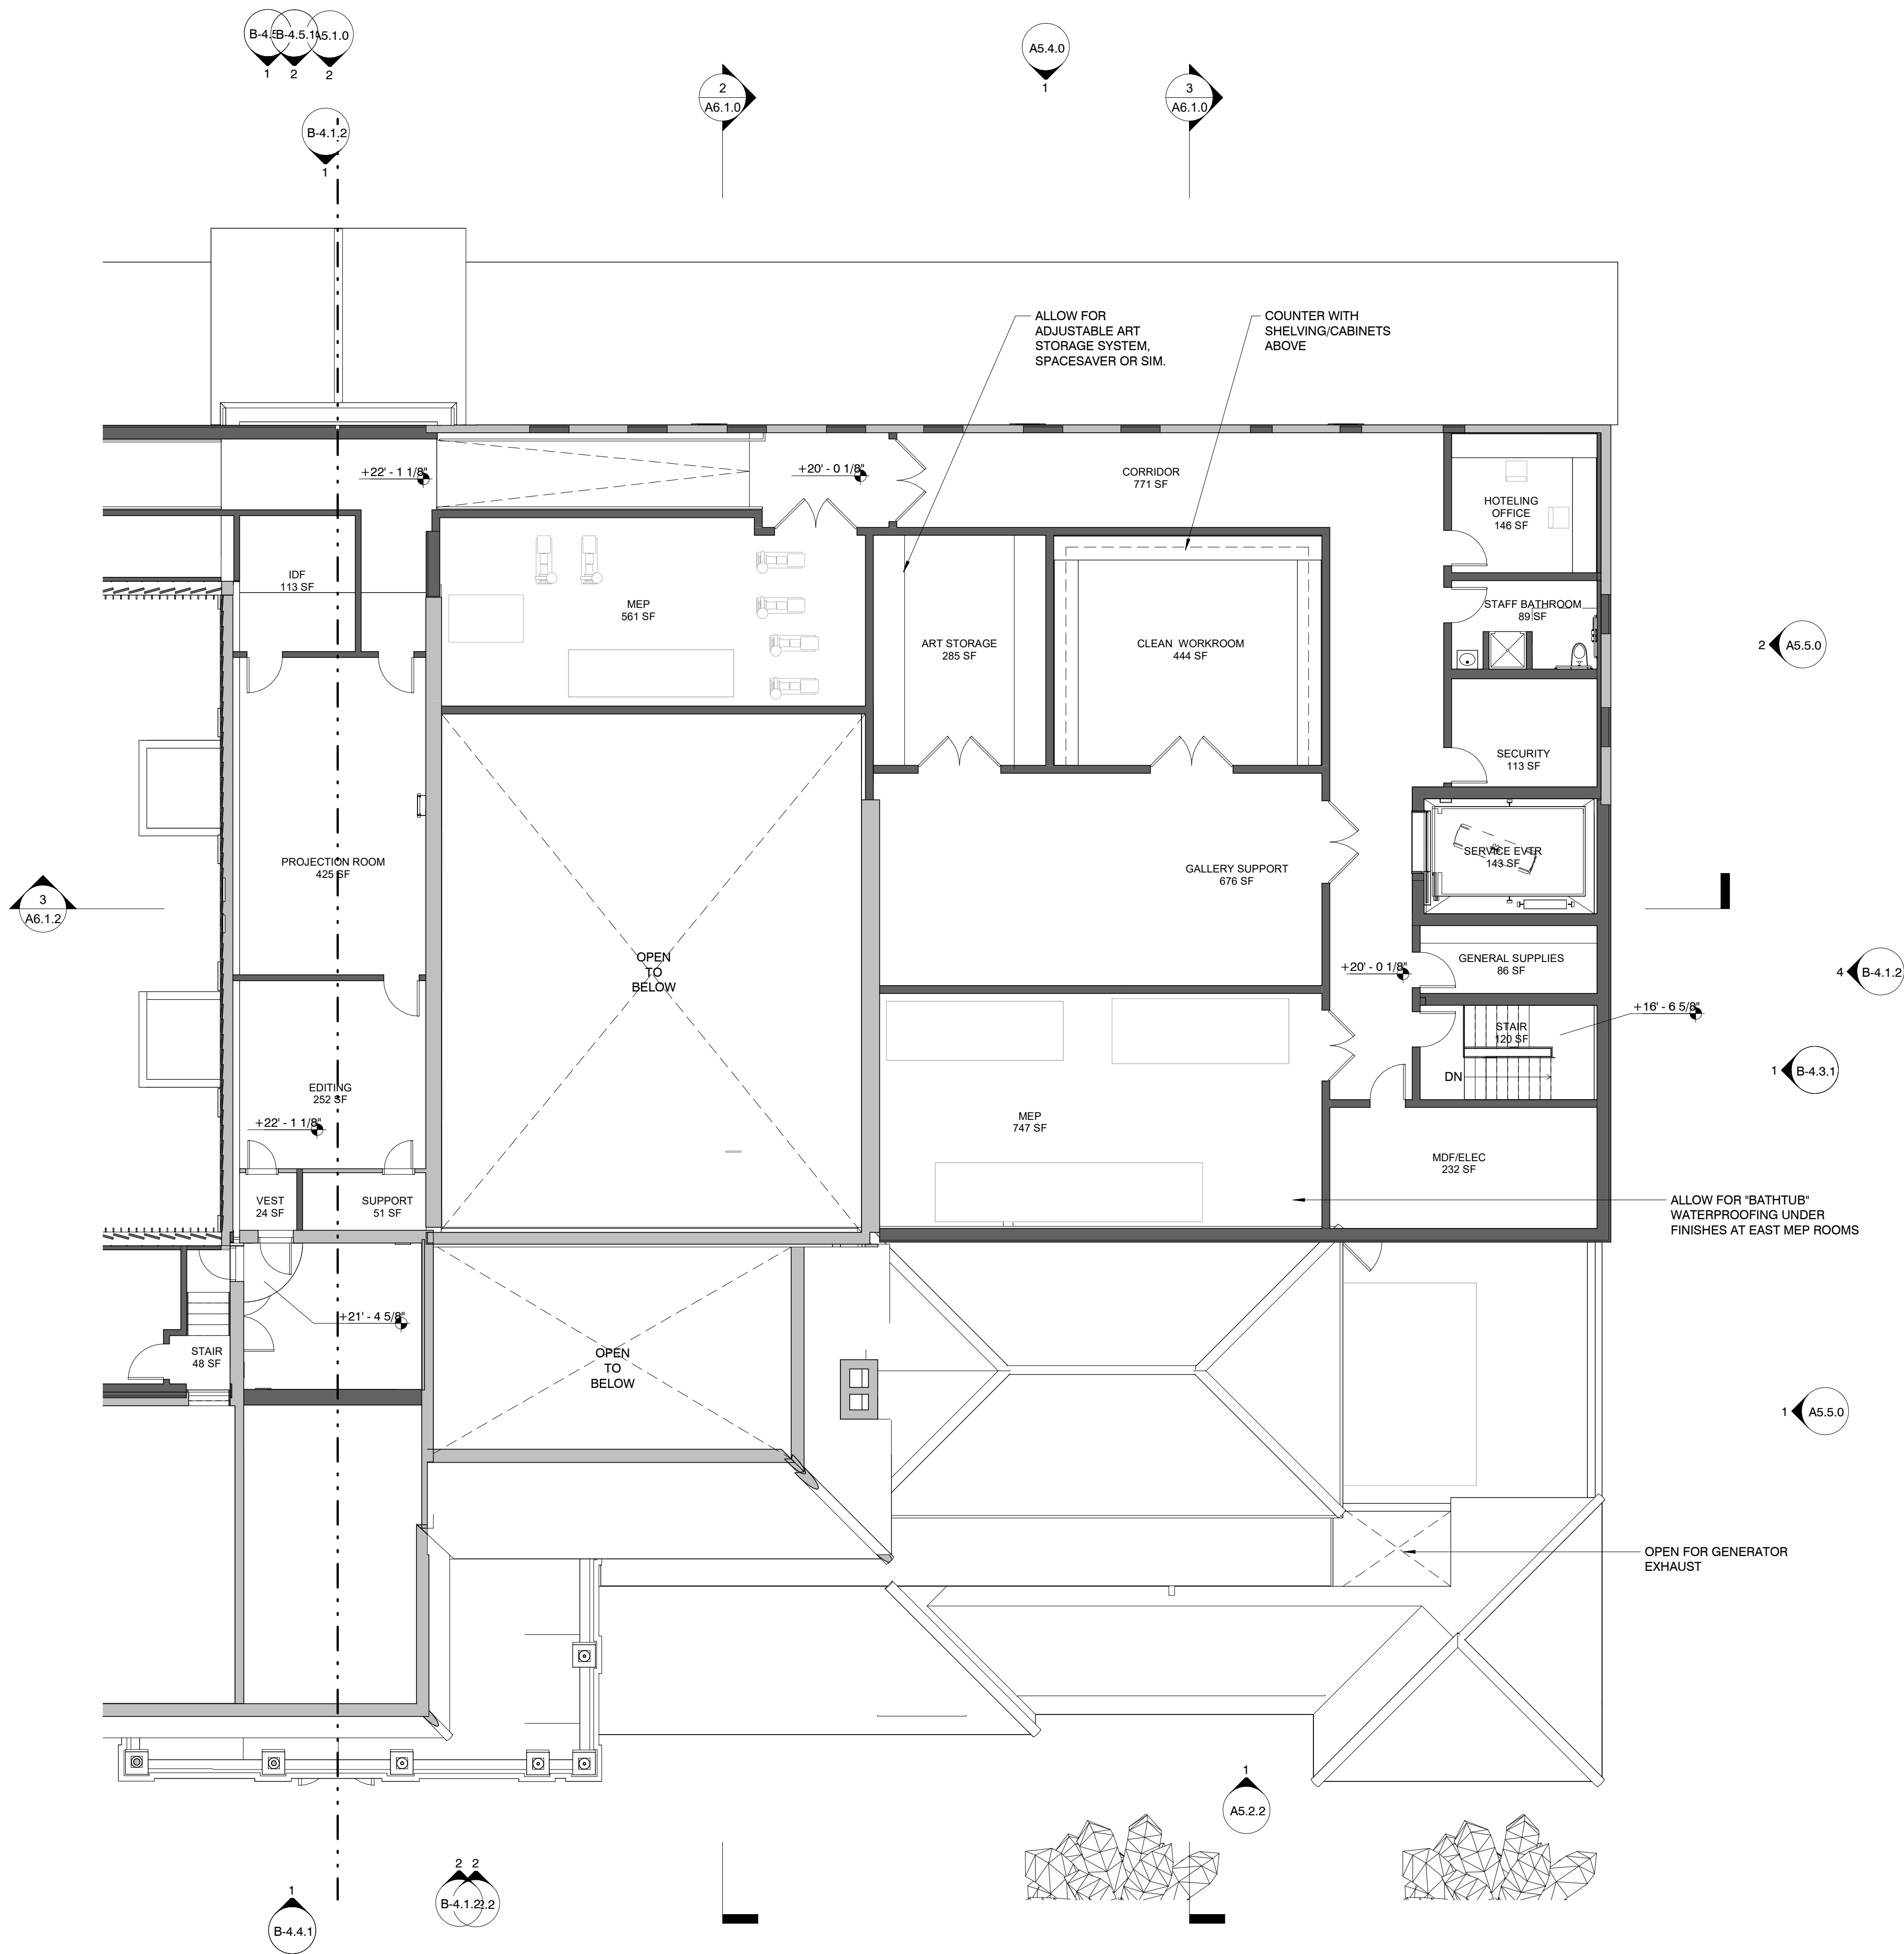 B-4.5.1
A5.1.0
1
2
2
A5.4.0
1
2
A6.1.0
3
A6.1.0
B-4.1.2
1
ALLOW FOR
ADJUSTABLE ART
STORAGE SYSTEM,
SPACESAVER OR SIM.
COUNTER WITH
SHELVING/CABINETS
ABOVE
+22' - 1 1/8"
+20' - 0 1/8"
CORRIDOR
771 SF
HOTELING
OFFICE
146 SF
IDF
113 SF
MEP
561 SF
STAFF BATHROOM
89 SF
ART STORAGE
285 SF
CLEAN WORKROOM
444 SF
2
A5.5.0
SECURITY
113 SF
PROJECTION ROOM
425 SF
GALLERY SUPPORT
676 SF
SERVICE EVTR
143 SF
3
A6.1.2
OPEN
TO
BELOW
+20' - 0 1/8"
GENERAL SUPPLIES
86 SF
4
B-4.1.2
+16' - 6 5/8"
STAIR
120 SF
DN
1
B-4.3.1
EDITING
252 SF
+22' - 1 1/8"
MEP
747 SF
MDF/ELEC
232 SF
VEST
24 SF
SUPPORT
51 SF
ALLOW FOR "BATHTUB"
WATERPROOFING UNDER
FINISHES AT EAST MEP ROOMS
+21' - 4 5/8"
STAIR
48 SF
OPEN
TO
BELOW
1
A5.5.0
OPEN FOR GENERATOR
EXHAUST
1
A5.2.2
2
2
B-4.1.2
1
B-4.4.1